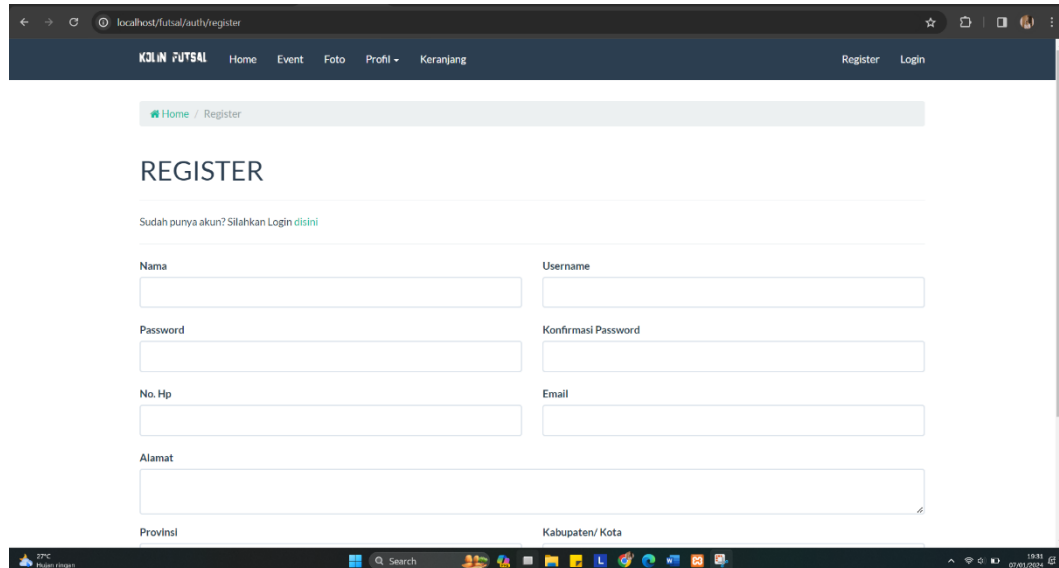 localhost/futsal/auth/register
KOLIN FUTSAL Home Event Foto Profil Keranjang Register Login
Home / Register
REGISTER
Sudah punya akun? Silahkan Login disini
Nama Username
Password Konfirmasi Password
No. Hp Email
Alamat
Provinsi Kabupaten/ Kota
27°C
Hujan ringan
Search
19:31
07/01/2024